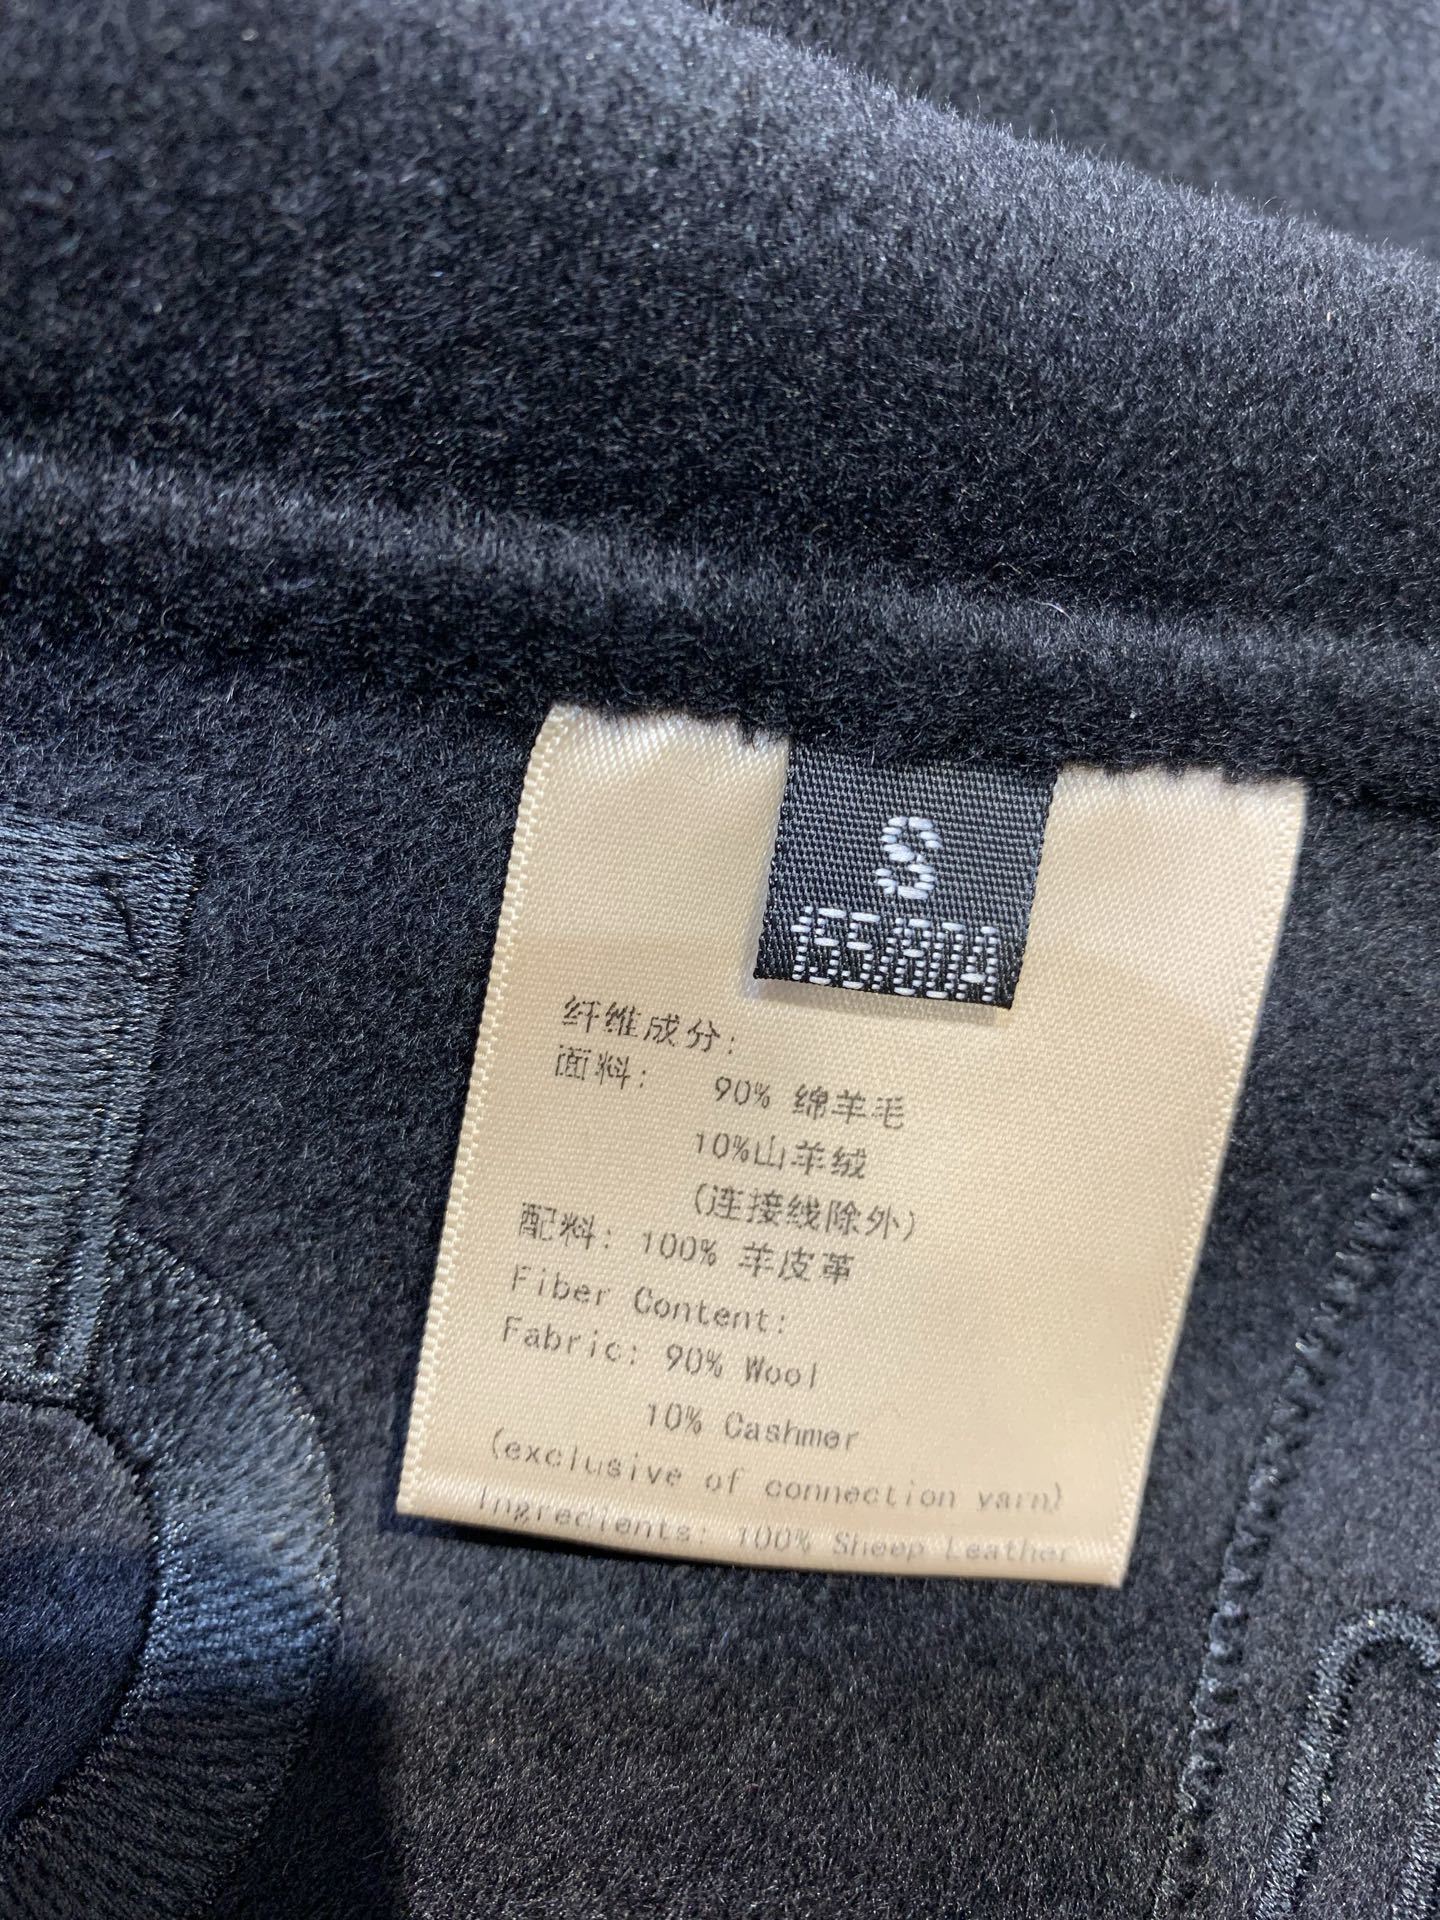 S
155/80A
纤维成分:
面料: 90% 绵羊毛
10%山羊绒
(连接线除外)
配料: 100% 羊皮革
Fiber Content:
Fabric: 90% Wool
10% Cashmer
(exclusive of connection yarn)
Ingredients: 100% Sheep Leather